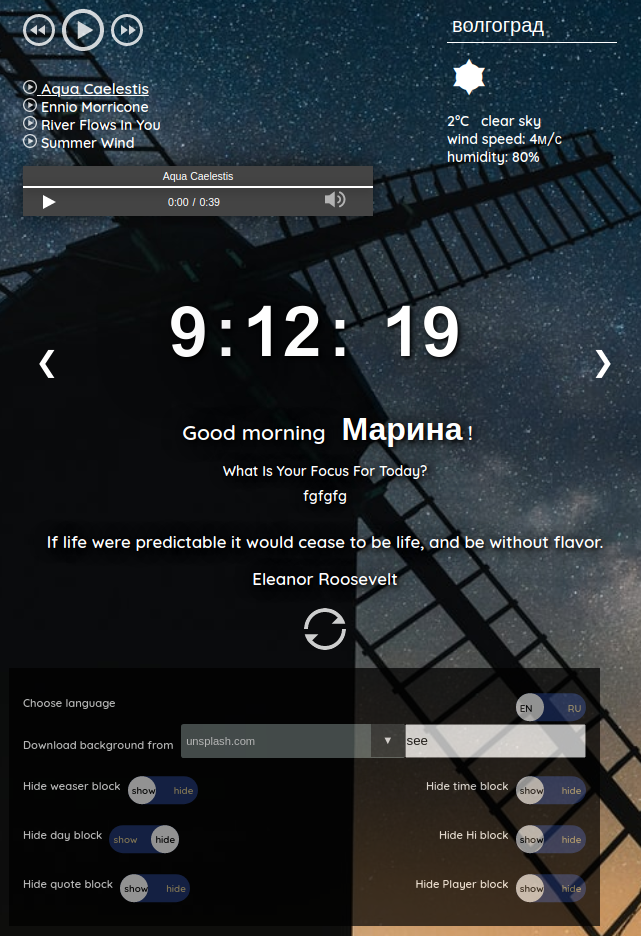 волгоград
Aqua Caelestis
Ennio Morricone
River Flows In You
Summer Wind
2°C clear sky
wind speed: 4м/с
humidity: 80%
Aqua Caelestis
0:00 / 0:39
9:12: 19
Good morning Марина !
What Is Your Focus For Today?
fgfgfg
If life were predictable it would cease to be life, and be without flavor.
Eleanor Roosevelt
Choose language EN RU
Download background from unsplash.com see
Hide weaser block show hide Hide time block show hide
Hide day block show hide Hide Hi block show hide
Hide quote block show hide Hide Player block show hide